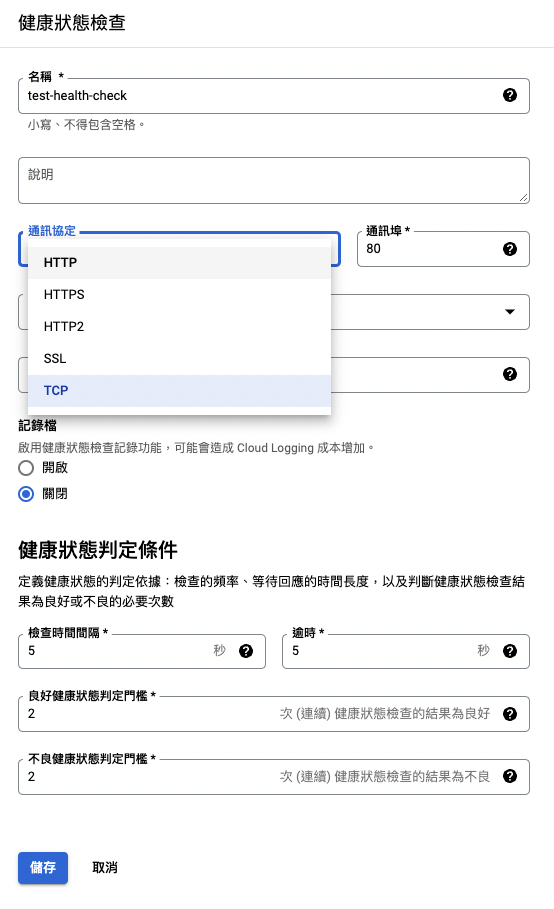 健康狀態檢查
名稱 *
test-health-check
小寫、不得包含空格。
說明
通訊協定
通訊埠 *
80
HTTP
HTTPS
HTTP2
SSL
TCP
記錄檔
啟用健康狀態檢查記錄功能，可能會造成 Cloud Logging 成本增加。
開啟
關閉
健康狀態判定條件
定義健康狀態的判定依據：檢查的頻率、等待回應的時間長度，以及判斷健康狀態檢查結
果為良好或不良的必要次數
檢查時間間隔 *
5 秒
逾時 *
5 秒
良好健康狀態判定門檻 *
2 次 (連續) 健康狀態檢查的結果為良好
不良健康狀態判定門檻 *
2 次 (連續) 健康狀態檢查的結果為不良
儲存 取消